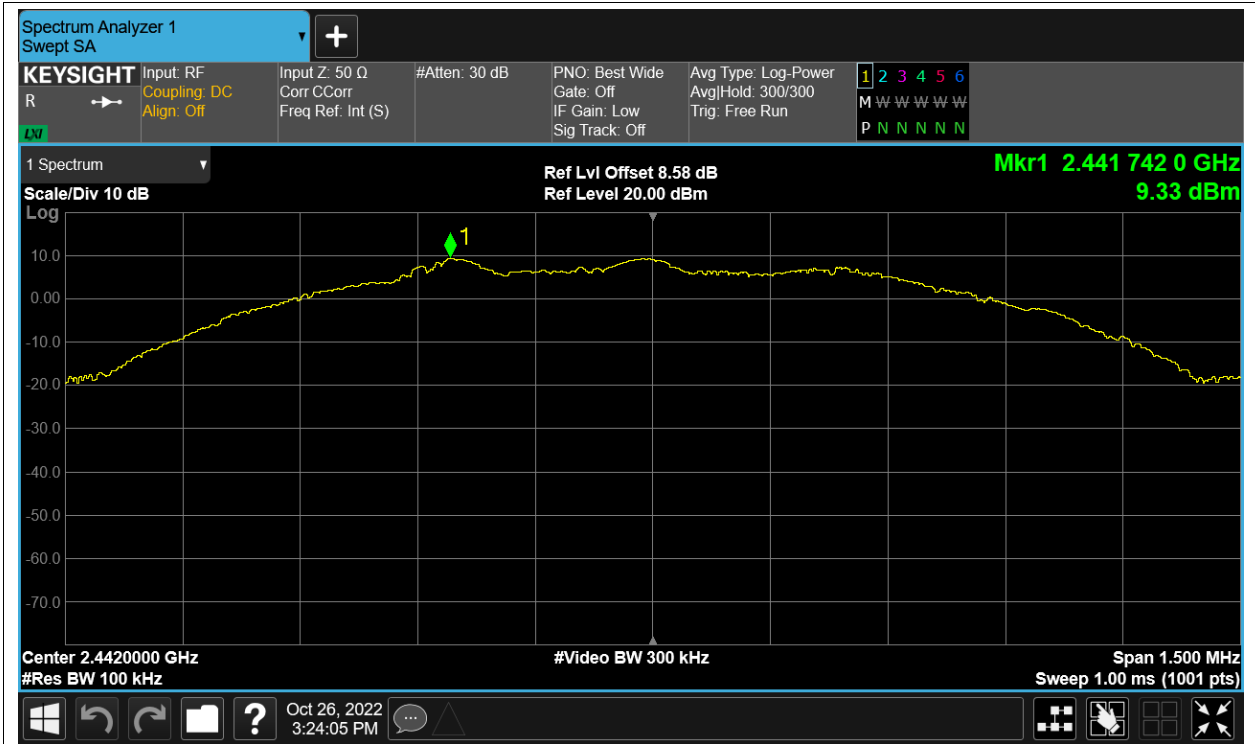 Spectrum Analyzer 1
Swept SA
KEYSIGHT
R
LXI
Input: RF
Coupling: DC
Align: Off
Input Z: 50 Ω
Corr CCorr
Freq Ref: Int (S)
#Atten: 30 dB
PNO: Best Wide
Gate: Off
IF Gain: Low
Sig Track: Off
Avg Type: Log-Power
Avg|Hold: 300/300
Trig: Free Run
1 2 3 4 5 6
M W W W W W
P N N N N N
1 Spectrum
Scale/Div 10 dB
Ref Lvl Offset 8.58 dB
Ref Level 20.00 dBm
Mkr1 2.441 742 0 GHz
9.33 dBm
Log
1
10.0
0.00
-10.0
-20.0
-30.0
-40.0
-50.0
-60.0
-70.0
Center 2.4420000 GHz
#Res BW 100 kHz
#Video BW 300 kHz
Span 1.500 MHz
Sweep 1.00 ms (1001 pts)
?
Oct 26, 2022
3:24:05 PM